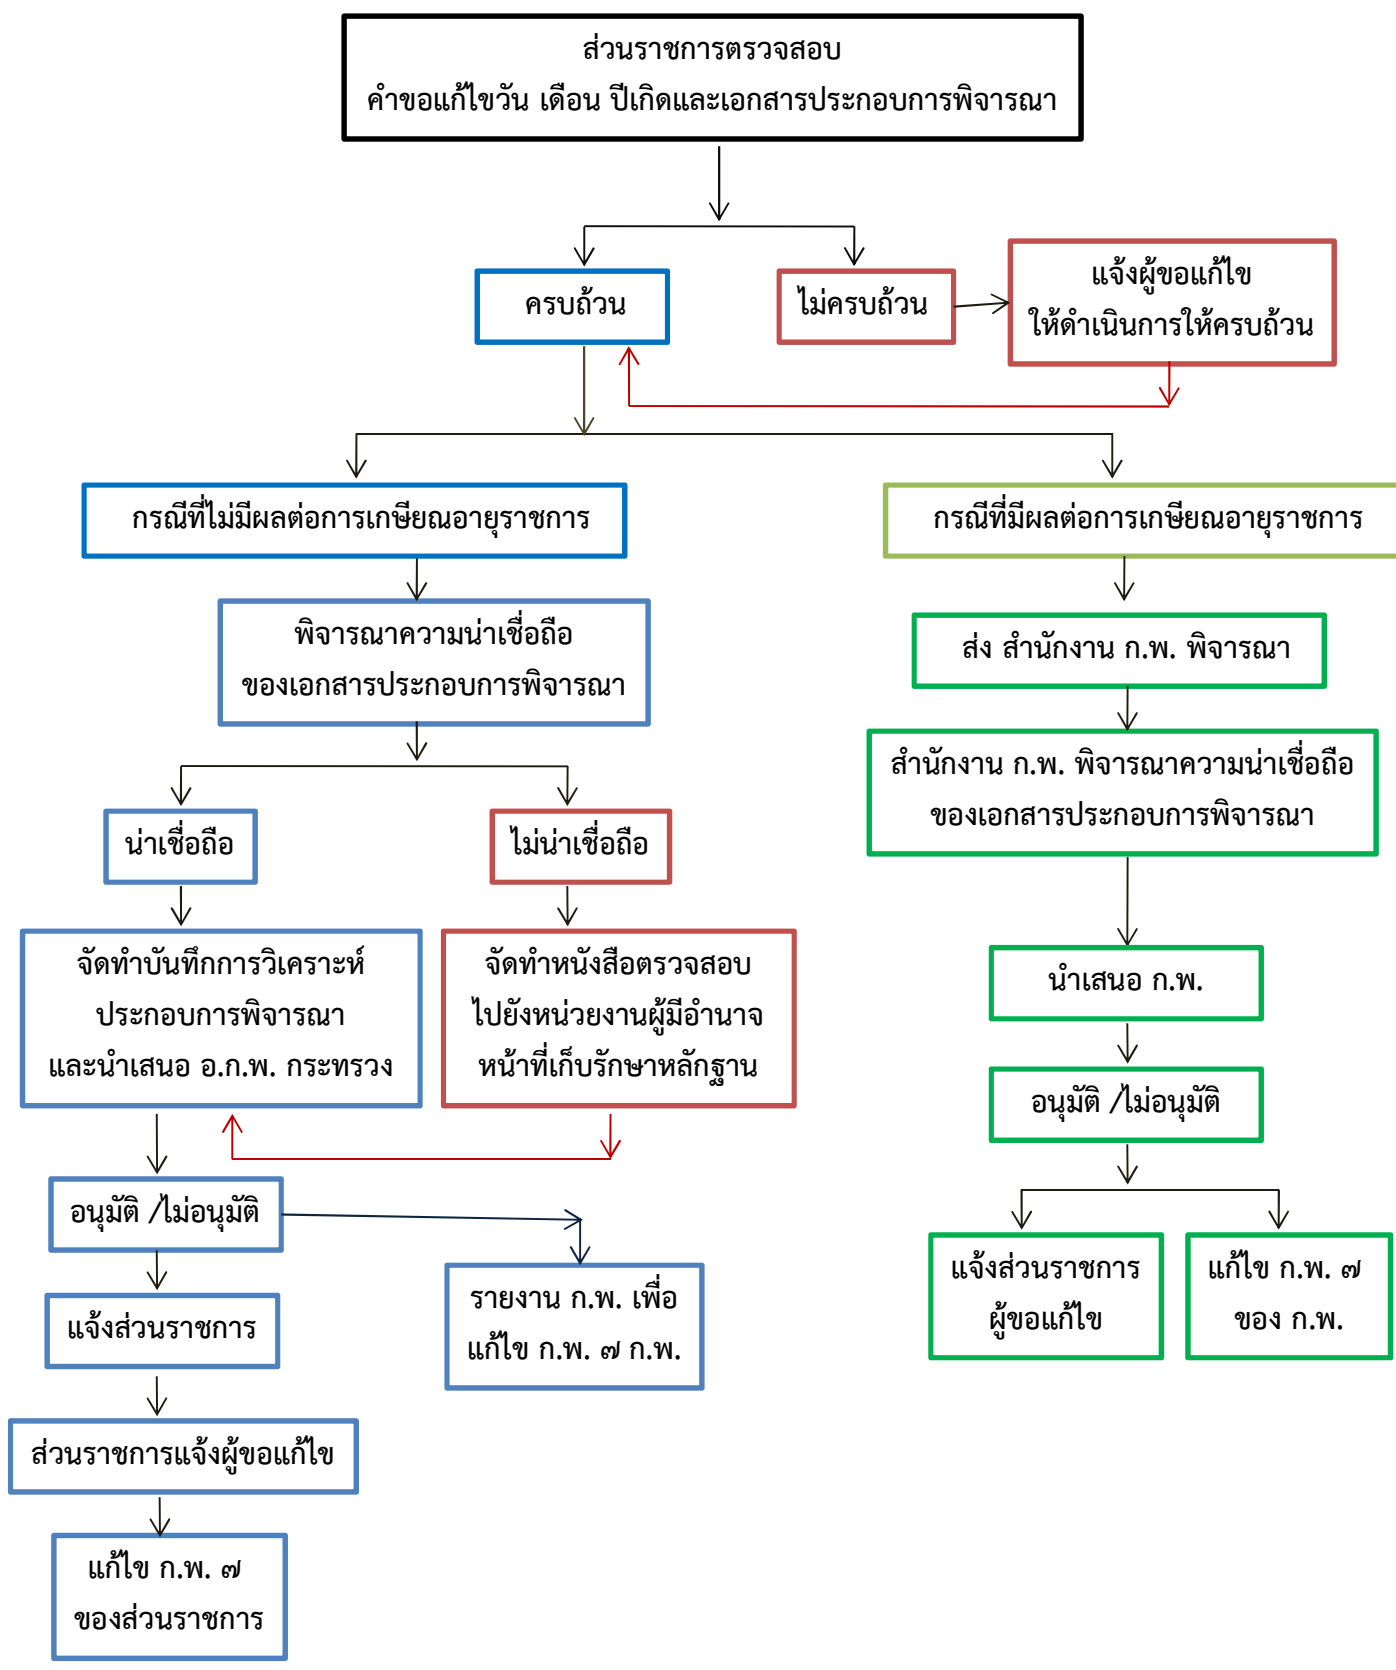 ส่วนราชการตรวจสอบ
คำขอแก้ไขวัน เดือน ปีเกิดและเอกสารประกอบการพิจารณา
ครบถ้วน
ไม่ครบถ้วน
แจ้งผู้ขอแก้ไข
ให้ดำเนินการให้ครบถ้วน
กรณีที่ไม่มีผลต่อการเกษียณอายุราชการ
กรณีที่มีผลต่อการเกษียณอายุราชการ
พิจารณาความน่าเชื่อถือ
ของเอกสารประกอบการพิจารณา
ส่ง สำนักงาน ก.พ. พิจารณา
สำนักงาน ก.พ. พิจารณาความน่าเชื่อถือ
ของเอกสารประกอบการพิจารณา
น่าเชื่อถือ
ไม่น่าเชื่อถือ
จัดทำบันทึกการวิเคราะห์
ประกอบการพิจารณา
และนำเสนอ อ.ก.พ. กระทรวง
จัดทำหนังสือตรวจสอบ
ไปยังหน่วยงานผู้มีอำนาจ
หน้าที่เก็บรักษาหลักฐาน
นำเสนอ ก.พ.
อนุมัติ /ไม่อนุมัติ
อนุมัติ /ไม่อนุมัติ
แจ้งส่วนราชการ
ผู้ขอแก้ไข
แก้ไข ก.พ. ๗
ของ ก.พ.
รายงาน ก.พ. เพื่อ
แก้ไข ก.พ. ๗ ก.พ.
แจ้งส่วนราชการ
ส่วนราชการแจ้งผู้ขอแก้ไข
แก้ไข ก.พ. ๗
ของส่วนราชการ